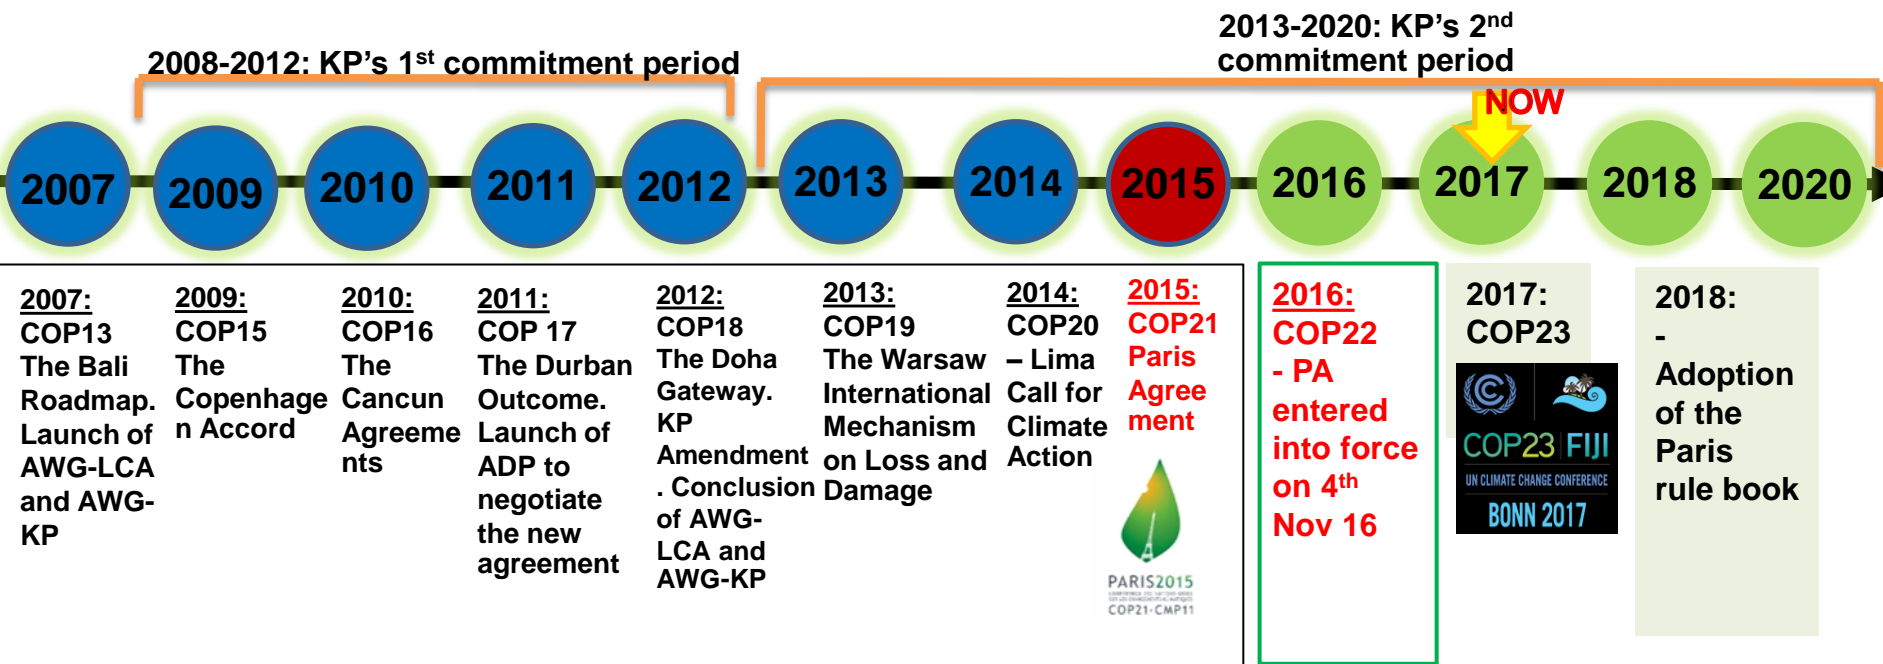 2008-2012: KP’s 1st commitment period
2013-2020: KP’s 2nd
commitment period
NOW
2007
2009
2010
2011
2012
2013
2014
2015
2016
2017
2018
2020
2007:
COP13
The Bali
Roadmap.
Launch of
AWG-LCA
and AWG-
KP
2009:
COP15
The
Copenhage
n Accord
2010:
COP16
The
Cancun
Agreeme
nts
2011:
COP 17
The Durban
Outcome.
Launch of
ADP to
negotiate
the new
agreement
2012:
COP18
The Doha
Gateway.
KP
Amendment
. Conclusion
of AWG-
LCA and
AWG-KP
2013:
COP19
The Warsaw
International
Mechanism
on Loss and
Damage
2014:
COP20
– Lima
Call for
Climate
Action
2015:
COP21
Paris
Agree
ment
PARIS2015
COP21·CMP11
2016:
COP22
- PA
entered
into force
on 4th
Nov 16
2017:
COP23
COP23 FIJI
UN CLIMATE CHANGE CONFERENCE
BONN 2017
2018:
-
Adoption
of the
Paris
rule book